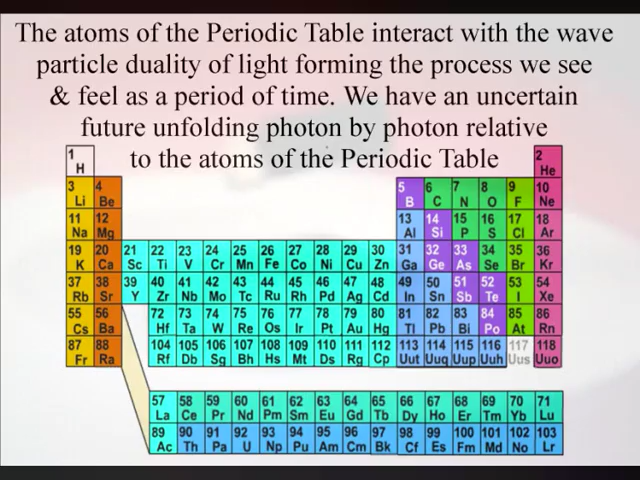 The atoms of the Periodic Table interact with the wave
particle duality of light forming the process we see
& feel as a period of time. We have an uncertain
future unfolding photon by photon relative
to the atoms of the Periodic Table
1 2
H He
3 4 5 6 7 8 9 10
Li Be B C N O F Ne
11 12 13 14 15 16 17 18
Na Mg Al Si P S Cl Ar
19 20 21 22 23 24 25 26 27 28 29 30 31 32 33 34 35 36
K Ca Sc Ti V Cr Mn Fe Co Ni Cu Zn Ga Ge As Se Br Kr
37 38 39 40 41 42 43 44 45 46 47 48 49 50 51 52 53 54
Rb Sr Y Zr Nb Mo Tc Ru Rh Pd Ag Cd In Sn Sb Te I Xe
55 56 72 73 74 75 76 77 78 79 80 81 82 83 84 85 86
Cs Ba Hf Ta W Re Os Ir Pt Au Hg Tl Pb Bi Po At Rn
87 88 104 105 106 107 108 109 110 111 112 113 114 115 116 117 118
Fr Ra Rf Db Sg Bh Hs Mt Ds Rg Cp Uut Uuq Uup Uuh Uus Uuo
57 58 59 60 61 62 63 64 65 66 67 68 69 70 71
La Ce Pr Nd Pm Sm Eu Gd Tb Dy Ho Er Tm Yb Lu
89 90 91 92 93 94 95 96 97 98 99 100 101 102 103
Ac Th Pa U Np Pu Am Cm Bk Cf Es Fm Md No Lr